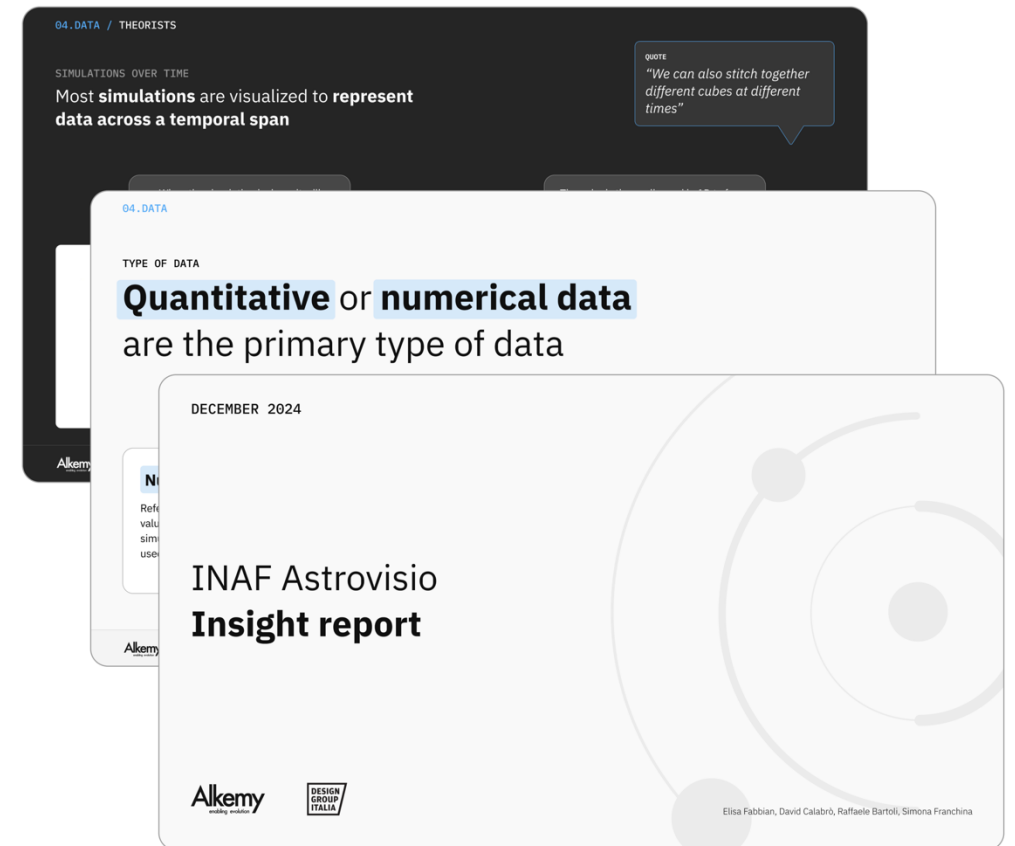 04.DATA / THEORISTS
SIMULATIONS OVER TIME
Most simulations are visualized to represent
data across a temporal span
QUOTE
“We can also stitch together
different cubes at different
times”
Alkemy
04.DATA
TYPE OF DATA
Quantitative or numerical data
are the primary type of data
Alkemy
DECEMBER 2024
INAF Astrovisio
Insight report
Alkemy
enabling evolution
DESIGN
GROUP
ITALIA
Elisa Fabbian, David Calabró, Raffaele Bartoli, Simona Franchina